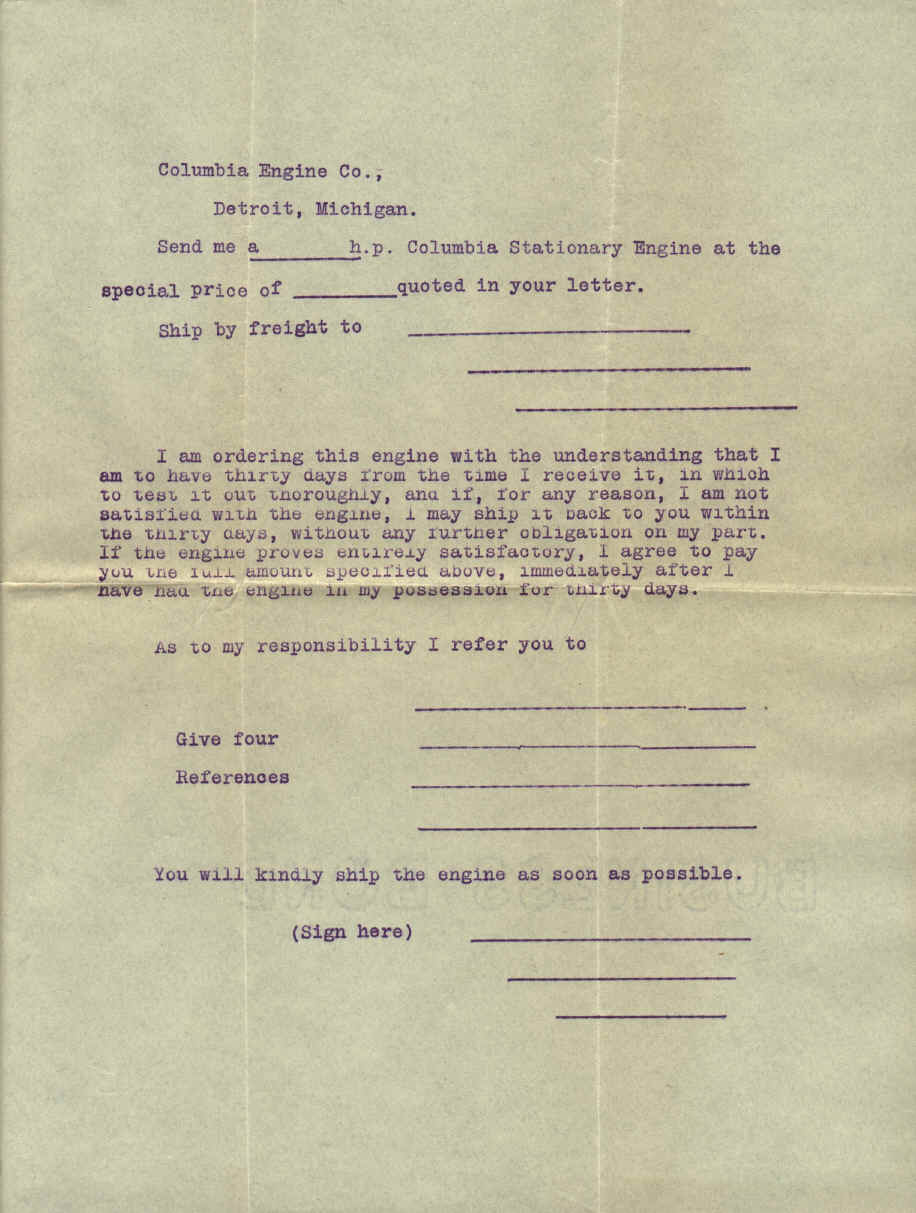 Columbia Engine Co.,
Detroit, Michigan.
Send me a ________ h.p. Columbia Stationary Engine at the
special price of ________ quoted in your letter.
Ship by freight to
I am ordering this engine with the understanding that I
am to have thirty days from the time I receive it, in which
to test it out thoroughly, and if, for any reason, I am not
satisfied with the engine, I may ship it back to you within
the thirty days, without any further obligation on my part.
If the engine proves entirely satisfactory, I agree to pay
you the full amount specified above, immediately after I
have had the engine in my possession for thirty days.
As to my responsibility I refer you to
Give four
References
You will kindly ship the engine as soon as possible.
(Sign here)